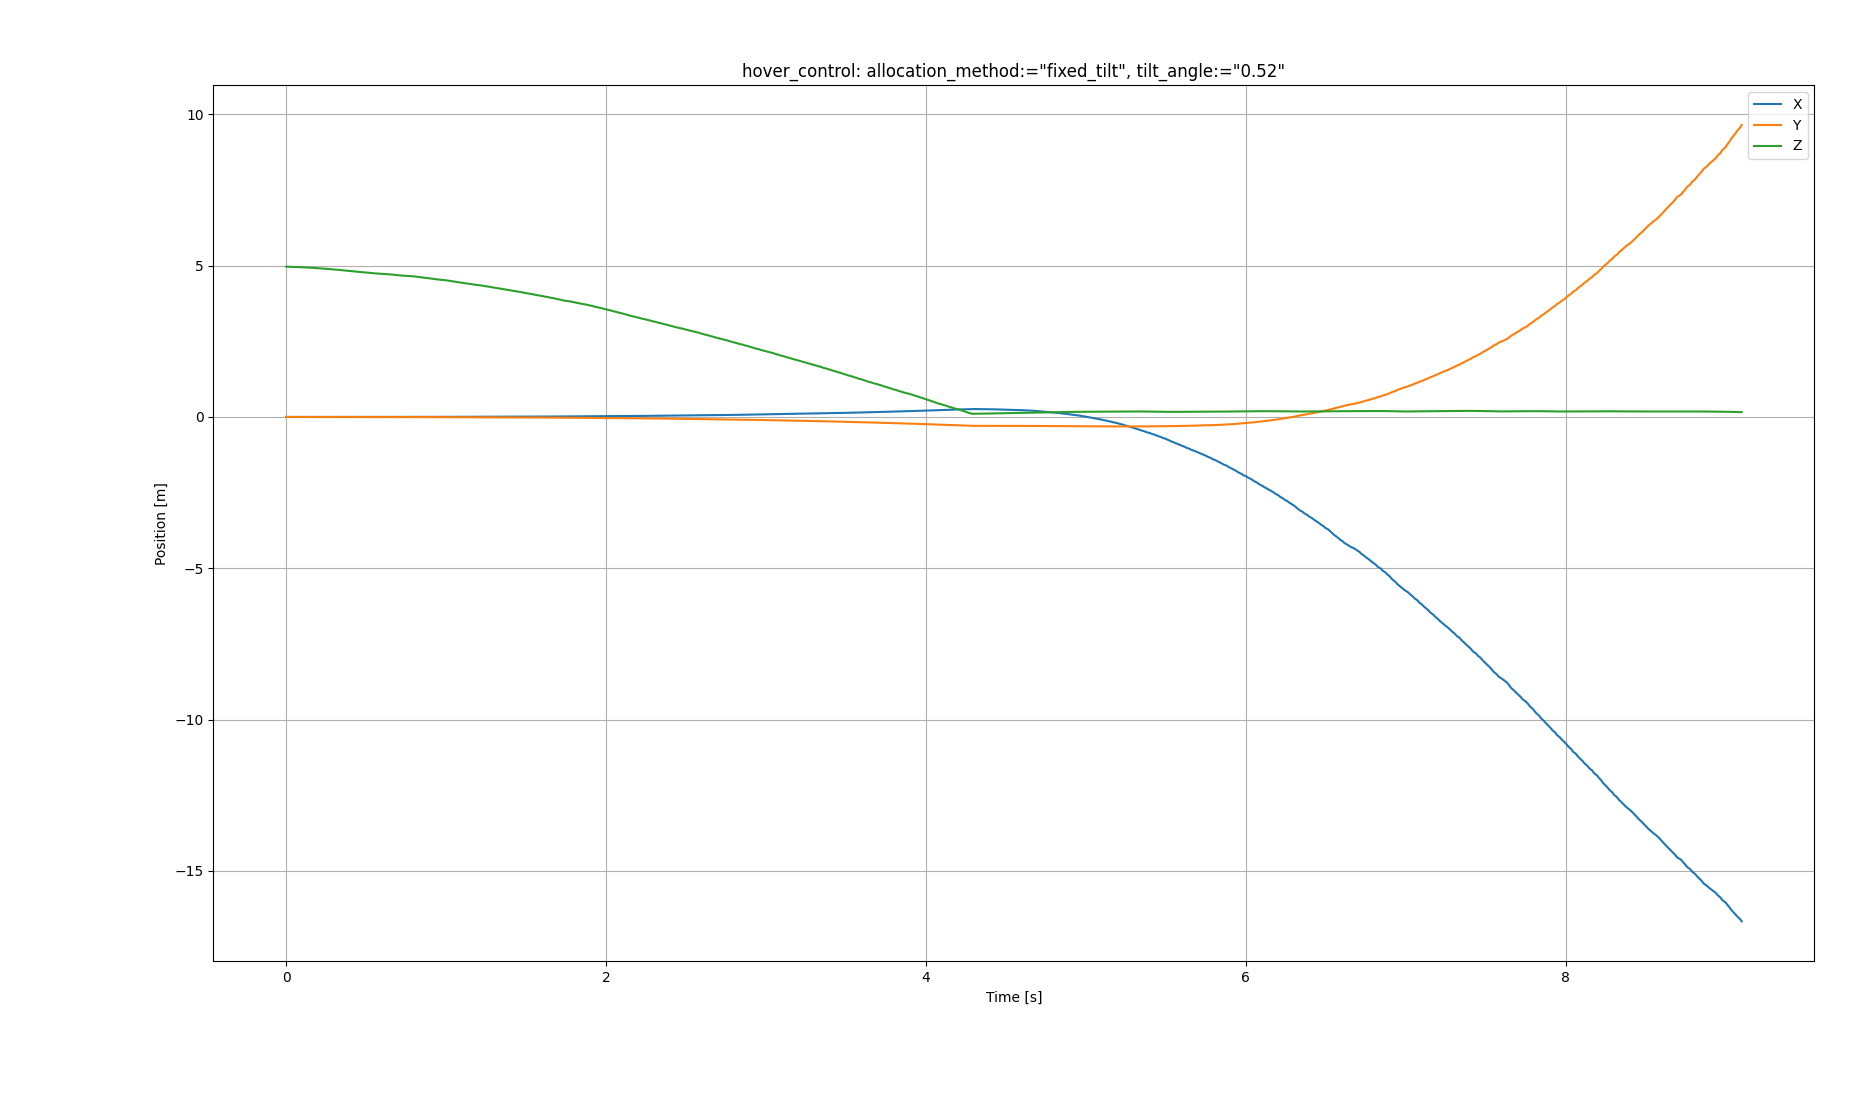 hover_control: allocation_method:="fixed_tilt", tilt_angle:="0.52"
X
Y
Z
10
5
0
−5
−10
−15
Position [m]
0 2 4 6 8
Time [s]